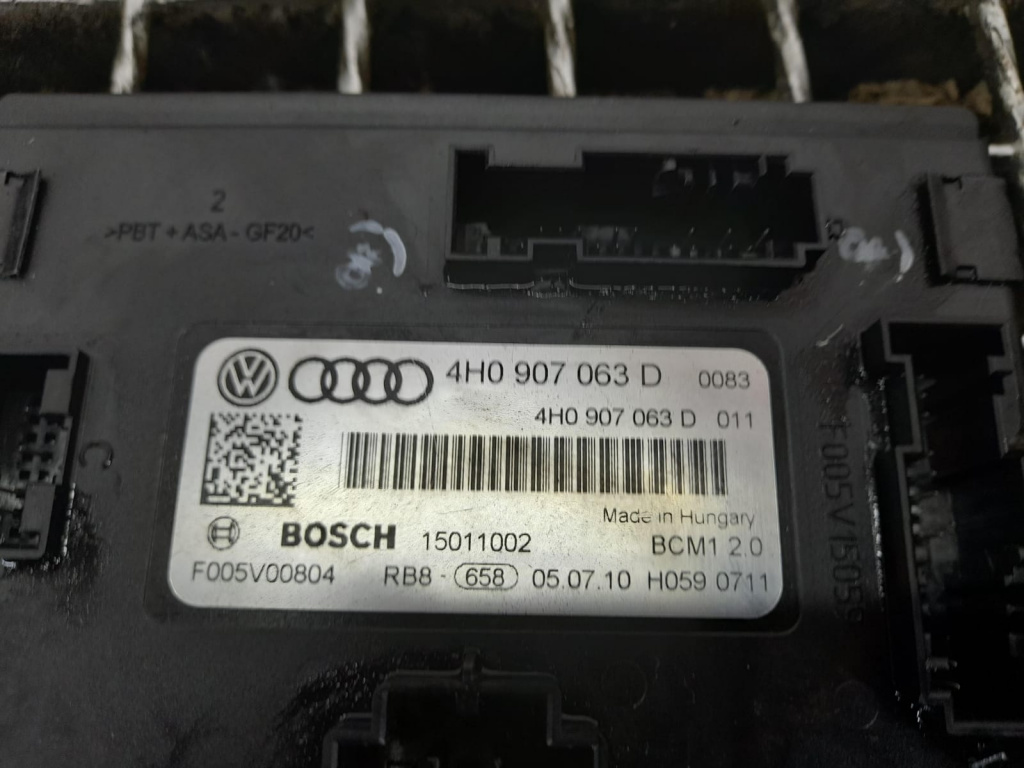 2
>PBT + ASA - GF20<
4H0 907 063 D 0083
4H0 907 063 D 011
C
Made in Hungary
BOSCH 15011002 BCM1 2.0
F005V00804 RB8 - 658 05.07.10 H059 0711